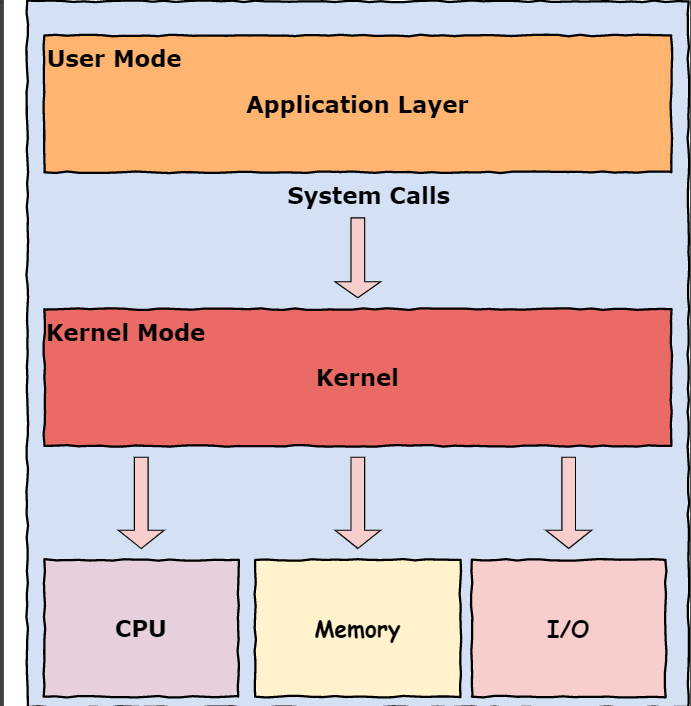 User Mode
Application Layer
System Calls
Kernel Mode
Kernel
CPU
Memory
I/O